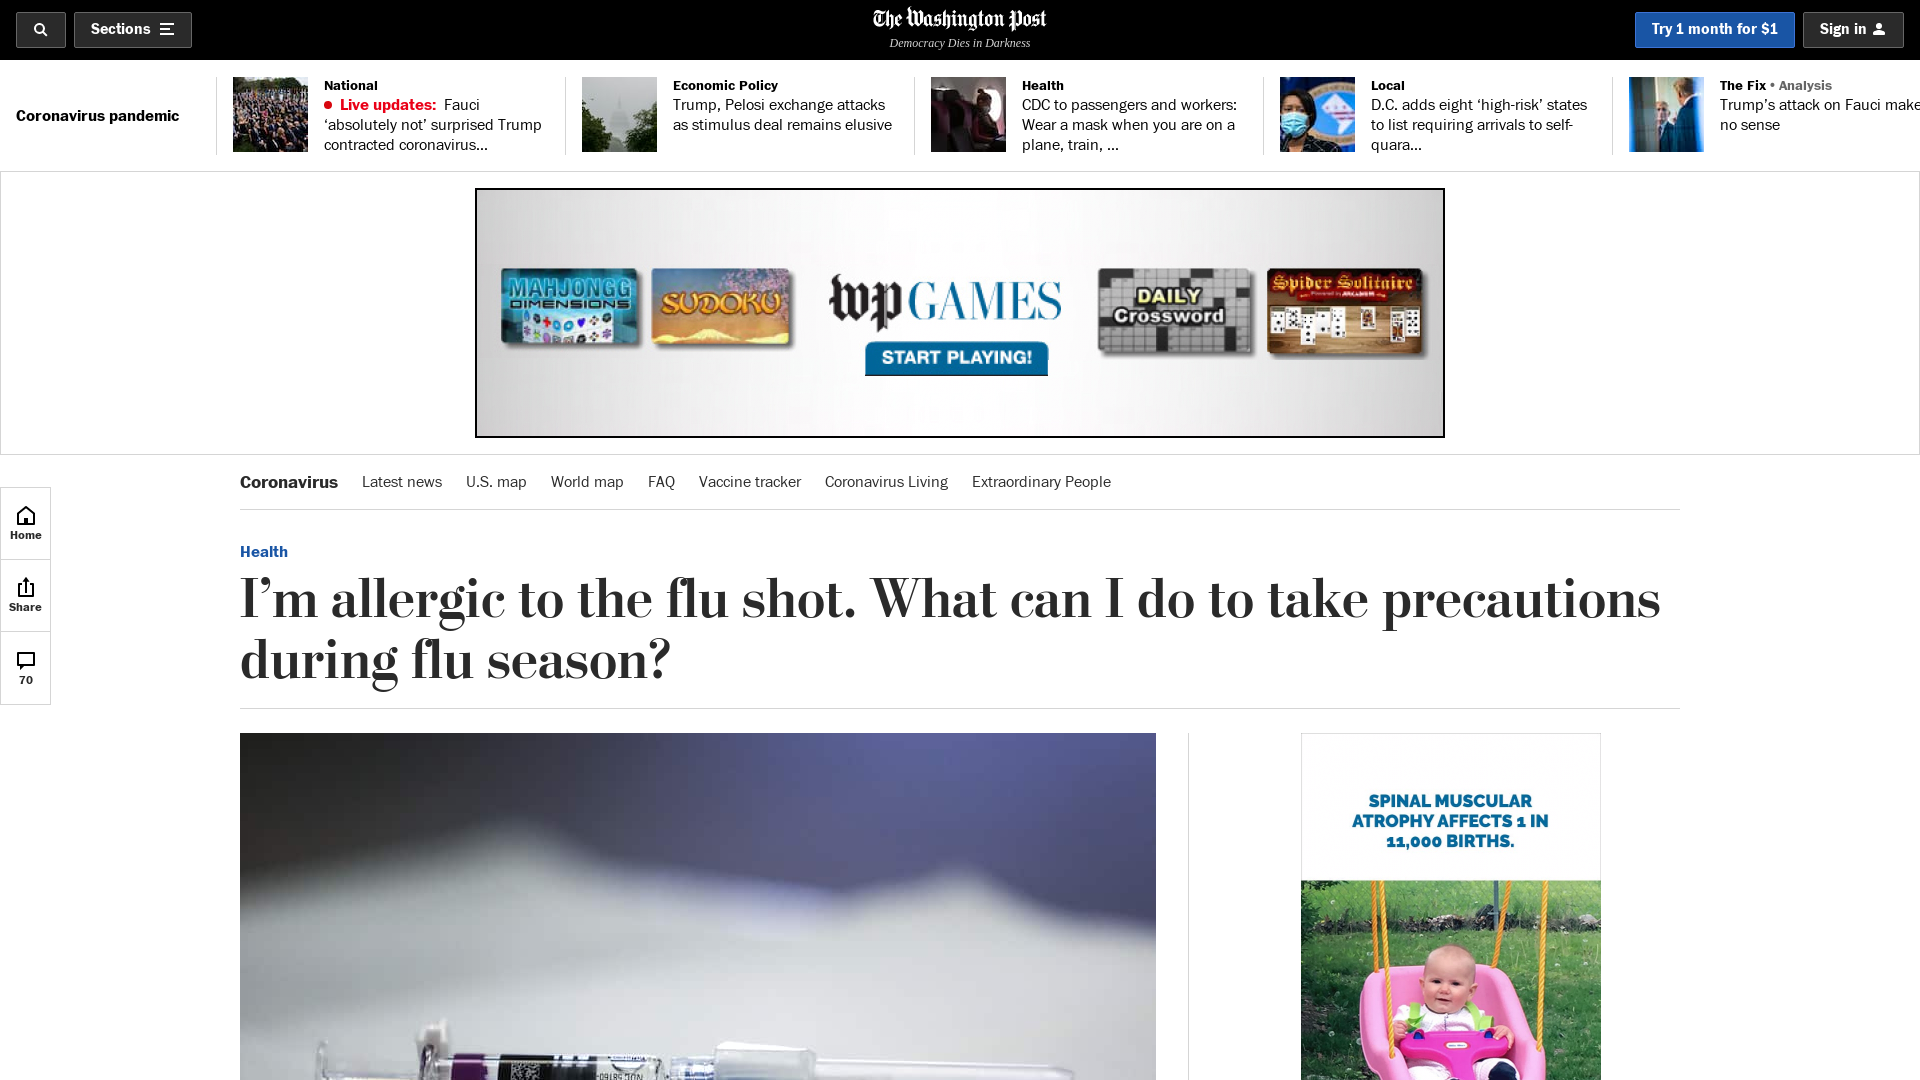 Sections
The Washington Post
Democracy Dies in Darkness
Try 1 month for $1
Sign in
Coronavirus pandemic
National
Live updates: Fauci
‘absolutely not’ surprised Trump
contracted coronavirus...
Economic Policy
Trump, Pelosi exchange attacks
as stimulus deal remains elusive
Health
CDC to passengers and workers:
Wear a mask when you are on a
plane, train, ...
Local
D.C. adds eight ‘high-risk’ states
to list requiring arrivals to self-
quara...
The Fix • Analysis
Trump’s attack on Fauci make
no sense
MAHJONGG
DIMENSIONS
SUDOKU
wp GAMES
START PLAYING!
DAILY
Crossword
Spider Solitaire
Coronavirus
Latest news
U.S. map
World map
FAQ
Vaccine tracker
Coronavirus Living
Extraordinary People
Home
Share
70
Health
I’m allergic to the flu shot. What can I do to take precautions
during flu season?
SPINAL MUSCULAR
ATROPHY AFFECTS 1 IN
11,000 BIRTHS.